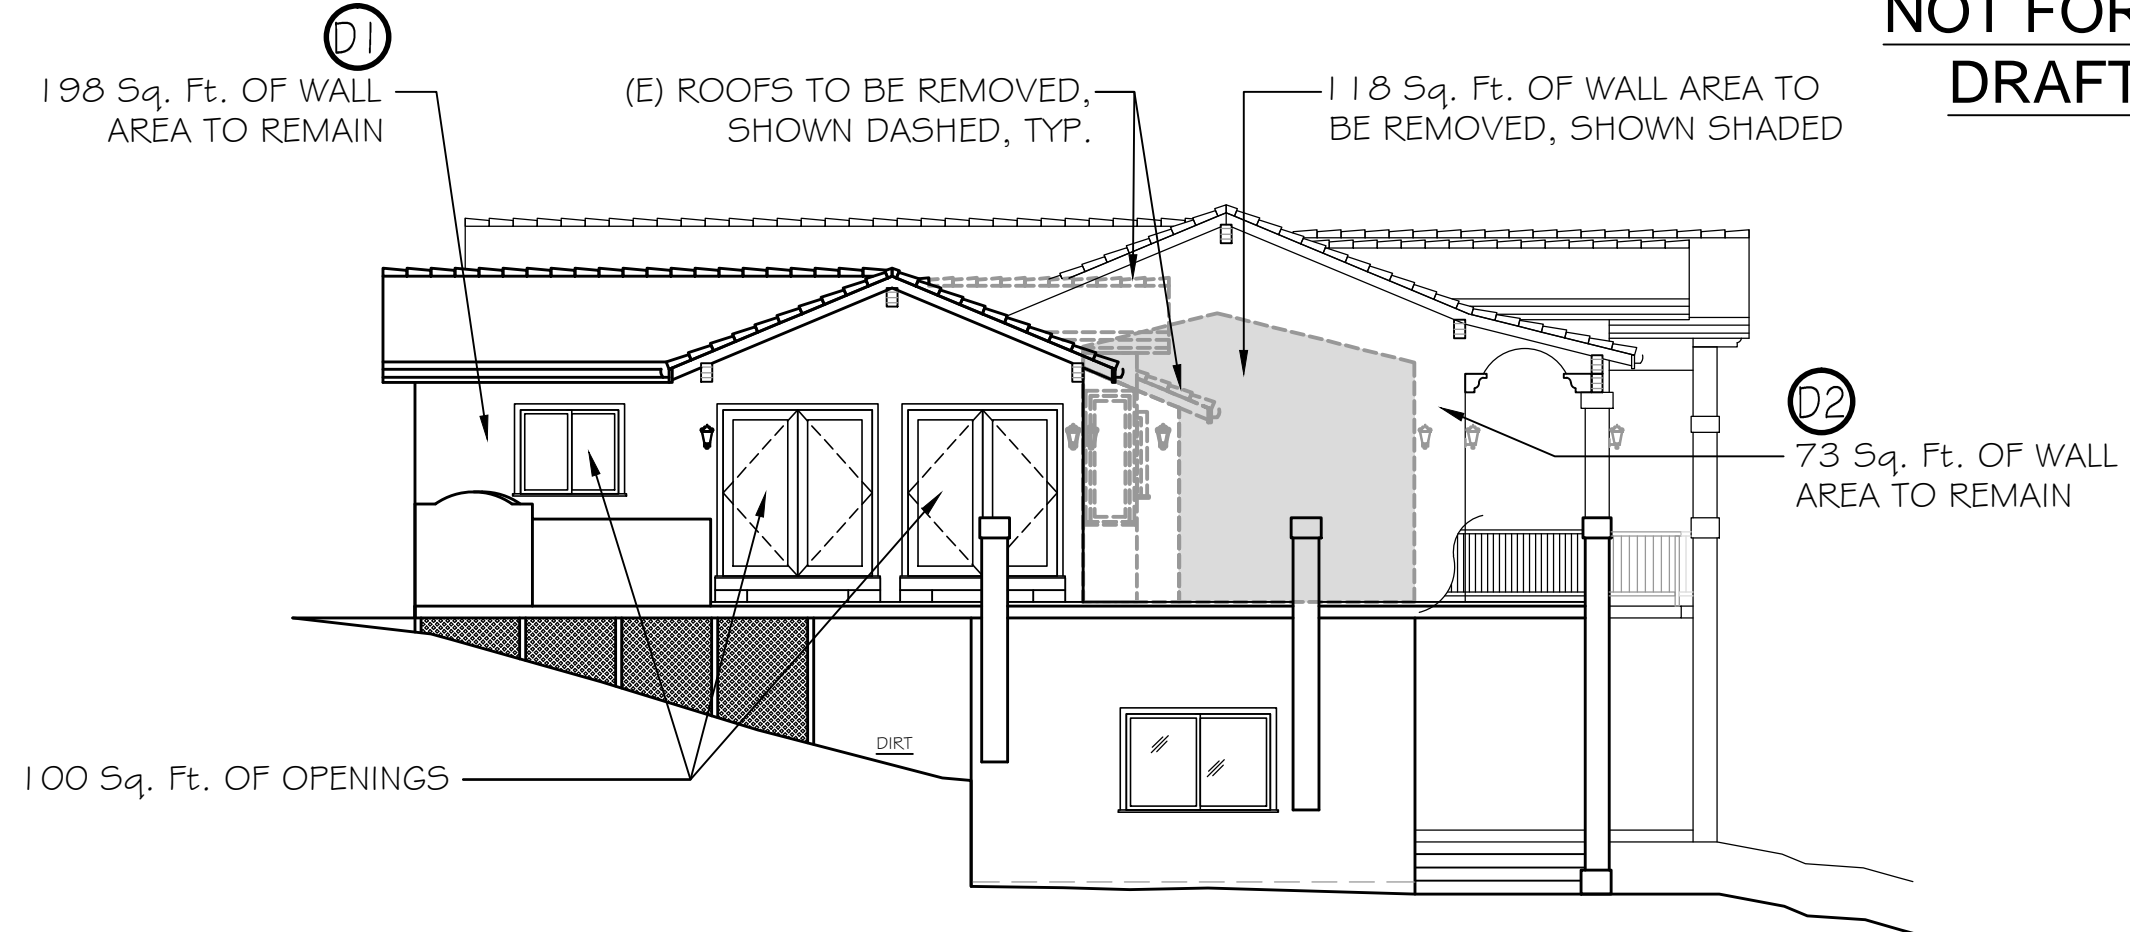 NOT FOR
DRAFT
D1
198 Sq. Ft. OF WALL
AREA TO REMAIN
(E) ROOFS TO BE REMOVED,
SHOWN DASHED, TYP.
118 Sq. Ft. OF WALL AREA TO
BE REMOVED, SHOWN SHADED
D2
73 Sq. Ft. OF WALL
AREA TO REMAIN
DIRT
100 Sq. Ft. OF OPENINGS